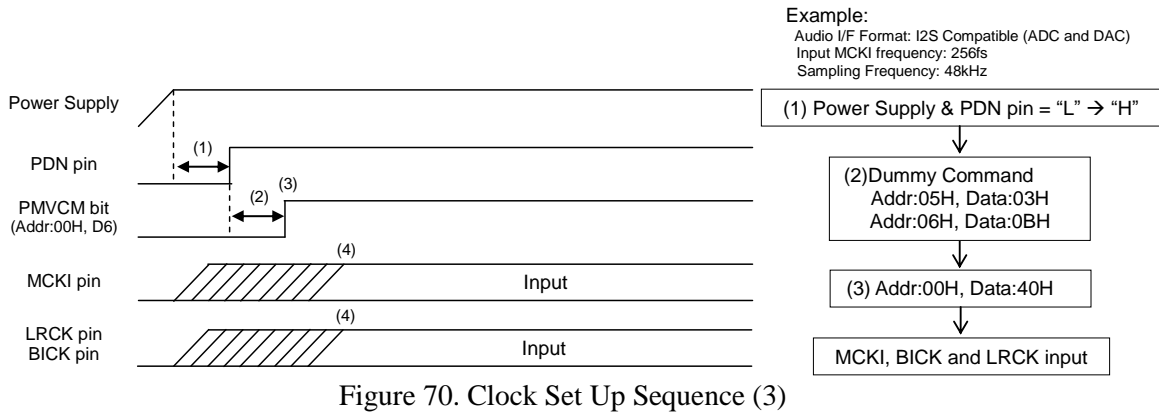 Example:
Audio I/F Format: I2S Compatible (ADC and DAC)
Input MCKI frequency: 256fs
Sampling Frequency: 48kHz
Power Supply
(1)
PDN pin
(2)
(3)
PMVCM bit
(Addr:00H, D6)
(4)
MCKI pin
Input
(4)
LRCK pin
BICK pin
Input
(1) Power Supply & PDN pin = “L” → “H”
(2)Dummy Command
Addr:05H, Data:03H
Addr:06H, Data:0BH
(3) Addr:00H, Data:40H
MCKI, BICK and LRCK input
Figure 70. Clock Set Up Sequence (3)